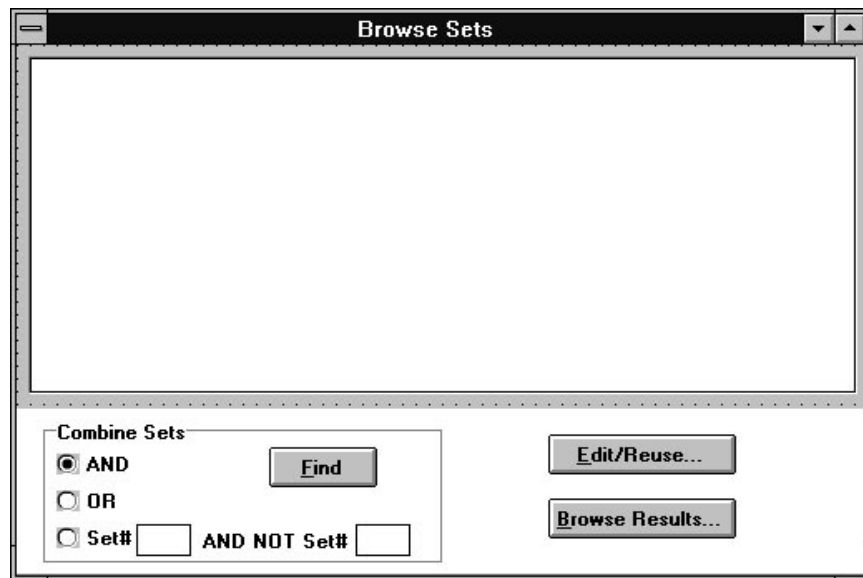 Browse Sets
Combine Sets
AND
Find
OR
Set# AND NOT Set#
Edit/Reuse...
Browse Results...